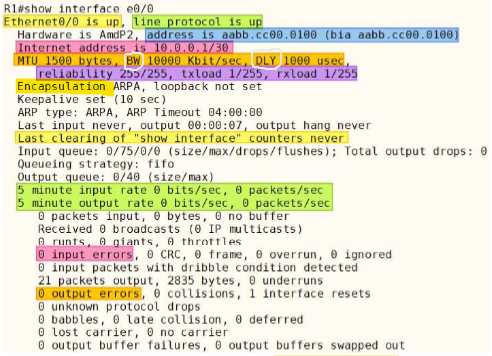 R1#show interface e0/0
Ethernet0/0 is up, line protocol is up
Hardware is AmdP2, address is aabb.cc00.0100 (bia aabb.cc00.0100)
Internet address is 10.0.0.1/30
MTU 1500 bytes, BW 10000 Kbit/sec, DLY 1000 usec,
reliability 255/255, txload 1/255, rxload 1/255
Encapsulation ARPA, loopback not set
Keepalive set (10 sec)
ARP type: ARPA, ARP Timeout 04:00:00
Last input never, output 00:00:07, output hang never
Last clearing of "show interface" counters never
Input queue: 0/75/0/0 (size/max/drops/flushes); Total output drops: 0
Queueing strategy: fifo
Output queue: 0/40 (size/max)
5 minute input rate 0 bits/sec, 0 packets/sec
5 minute output rate 0 bits/sec, 0 packets/sec
0 packets input, 0 bytes, 0 no buffer
Received 0 broadcasts (0 IP multicasts)
0 runts, 0 giants, 0 throttles
0 input errors, 0 CRC, 0 frame, 0 overrun, 0 ignored
0 input packets with dribble condition detected
21 packets output, 2835 bytes, 0 underruns
0 output errors, 0 collisions, 1 interface resets
0 unknown protocol drops
0 babbles, 0 late collision, 0 deferred
0 lost carrier, 0 no carrier
0 output buffer failures, 0 output buffers swapped out